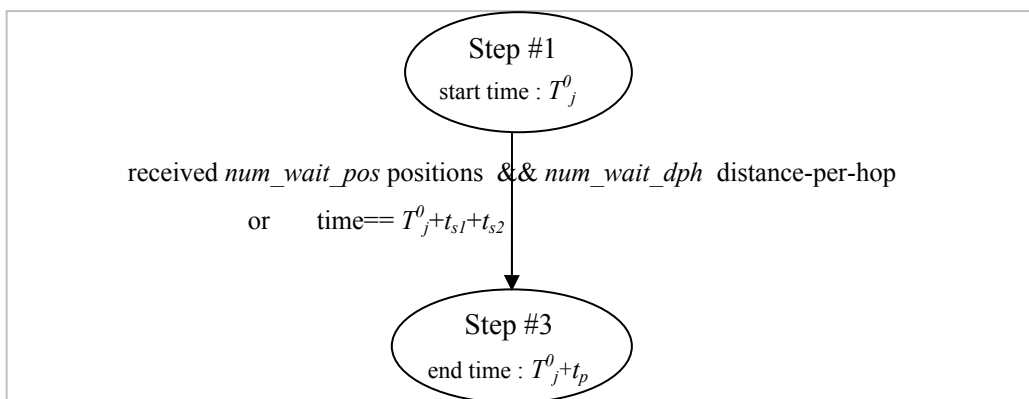 Step #1
start time : T⁰ⱼ
received num_wait_pos positions && num_wait_dph distance-per-hop
or time== T⁰ⱼ+tₛ₁+tₛ₂
Step #3
end time : T⁰ⱼ+tₚ